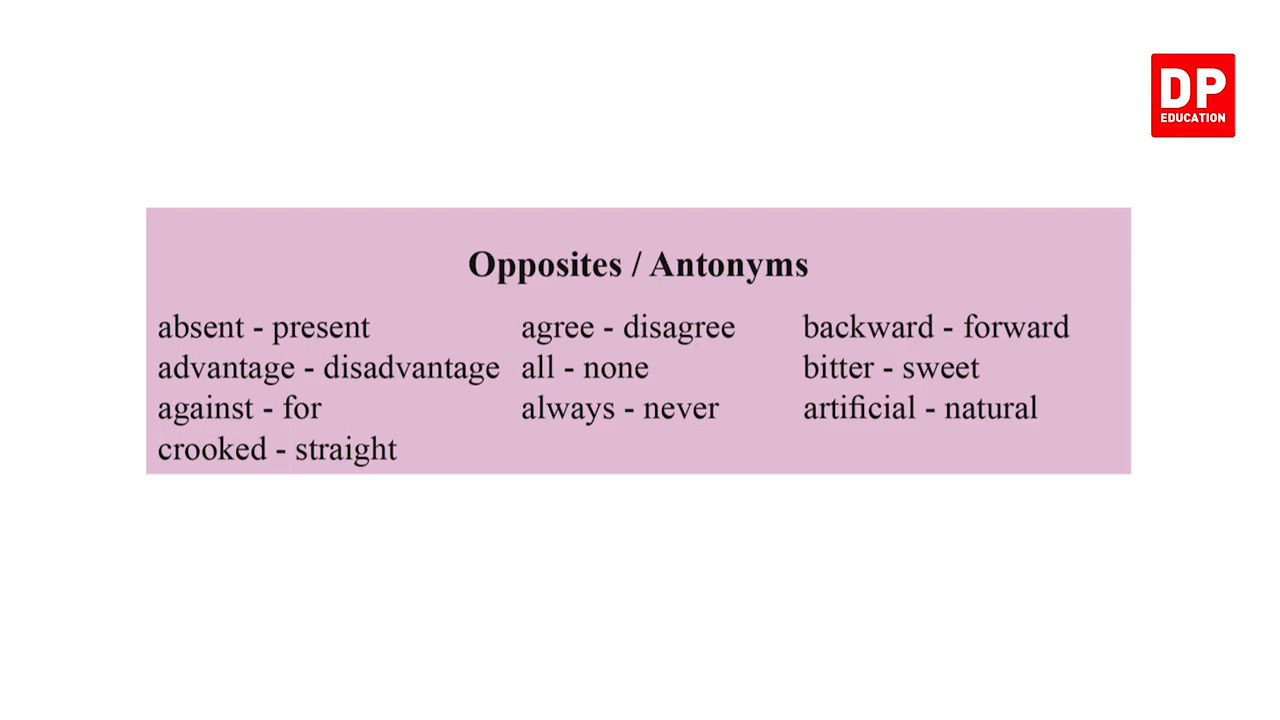 DP
EDUCATION
Opposites / Antonyms
absent - present agree - disagree backward - forward
advantage - disadvantage all - none bitter - sweet
against - for always - never artificial - natural
crooked - straight